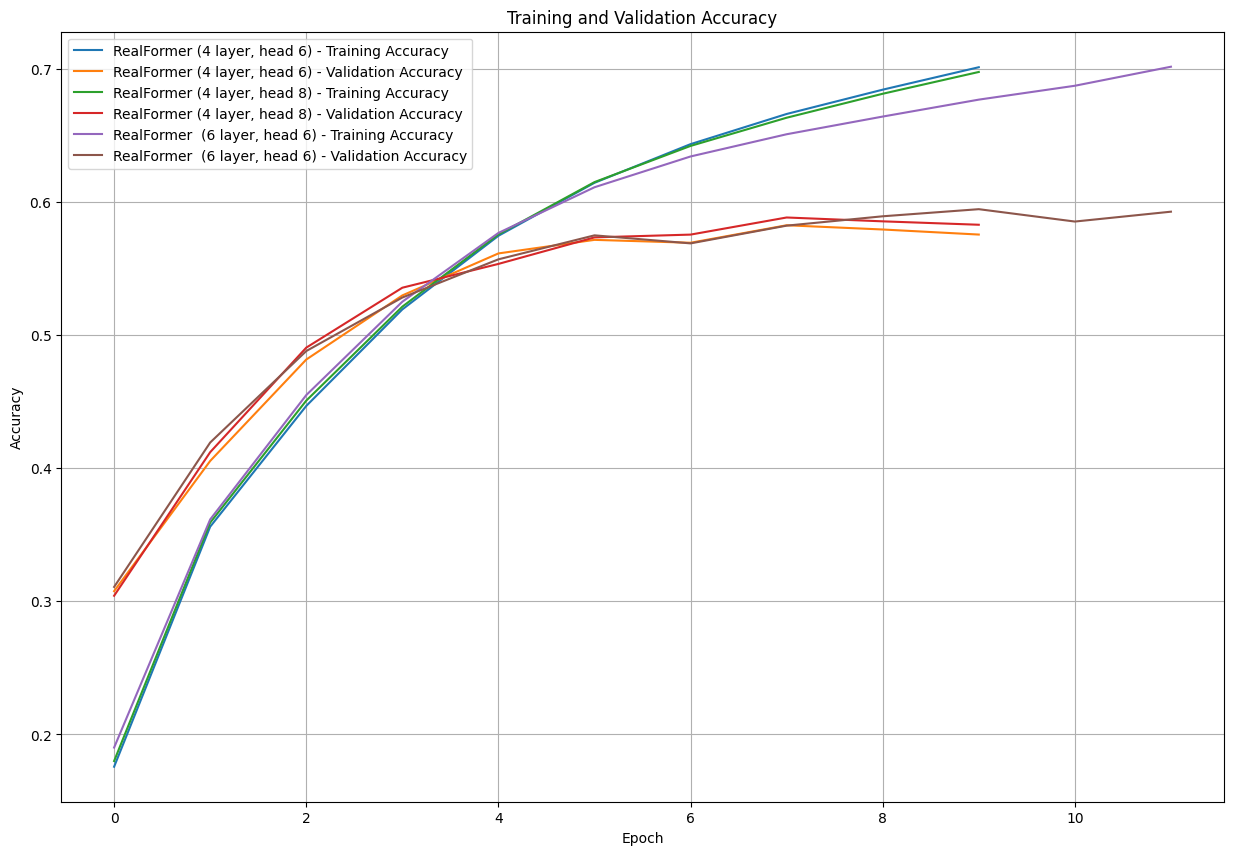 Training and Validation Accuracy
RealFormer (4 layer, head 6) - Training Accuracy
RealFormer (4 layer, head 6) - Validation Accuracy
RealFormer (4 layer, head 8) - Training Accuracy
RealFormer (4 layer, head 8) - Validation Accuracy
RealFormer  (6 layer, head 6) - Training Accuracy
RealFormer  (6 layer, head 6) - Validation Accuracy
0.7
0.6
0.5
0.4
0.3
0.2
Accuracy
0 2 4 6 8 10
Epoch